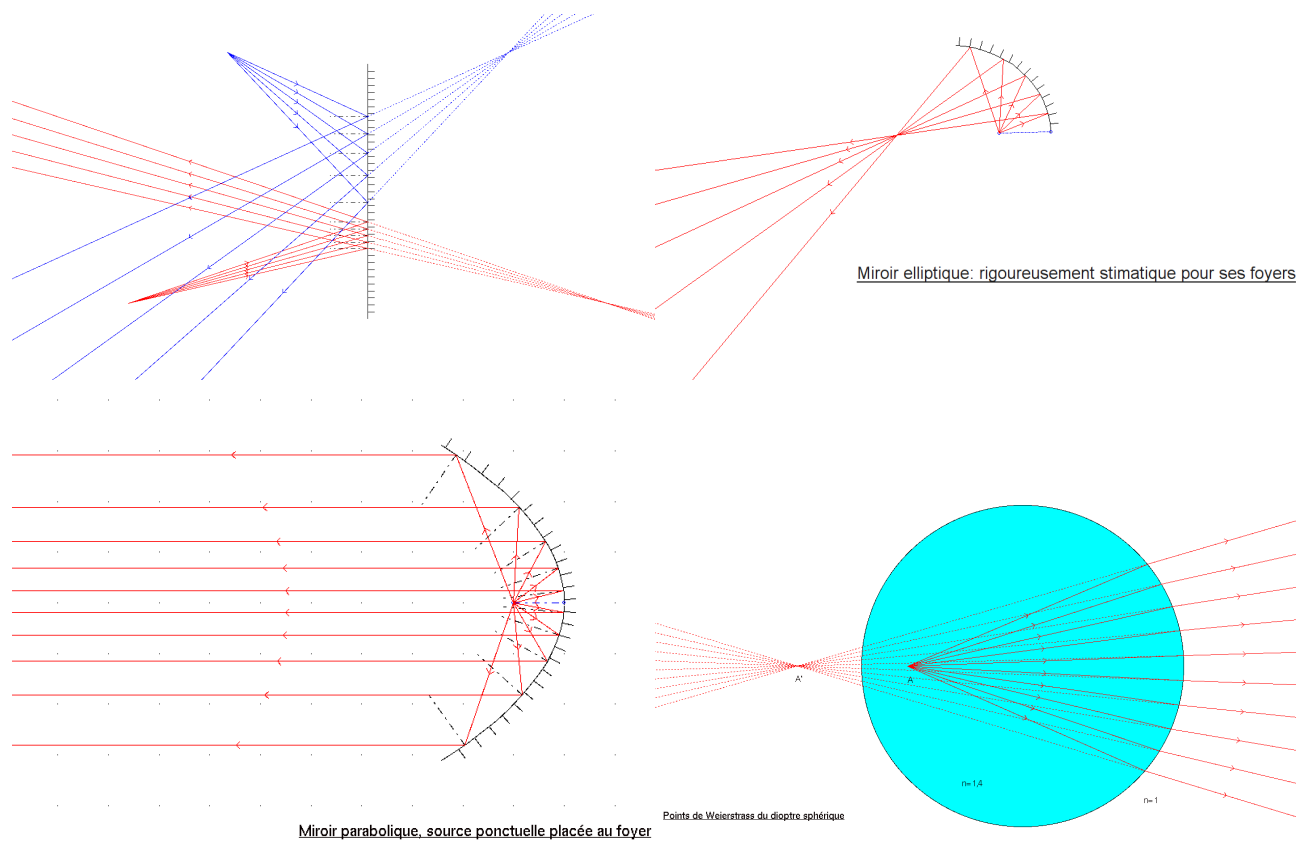 Miroir elliptique: rigoureusement stimatique pour ses foyers
Miroir parabolique, source ponctuelle placée au foyer
A'
A
n=1,4
n=1
Points de Weierstrass du dioptre sphérique